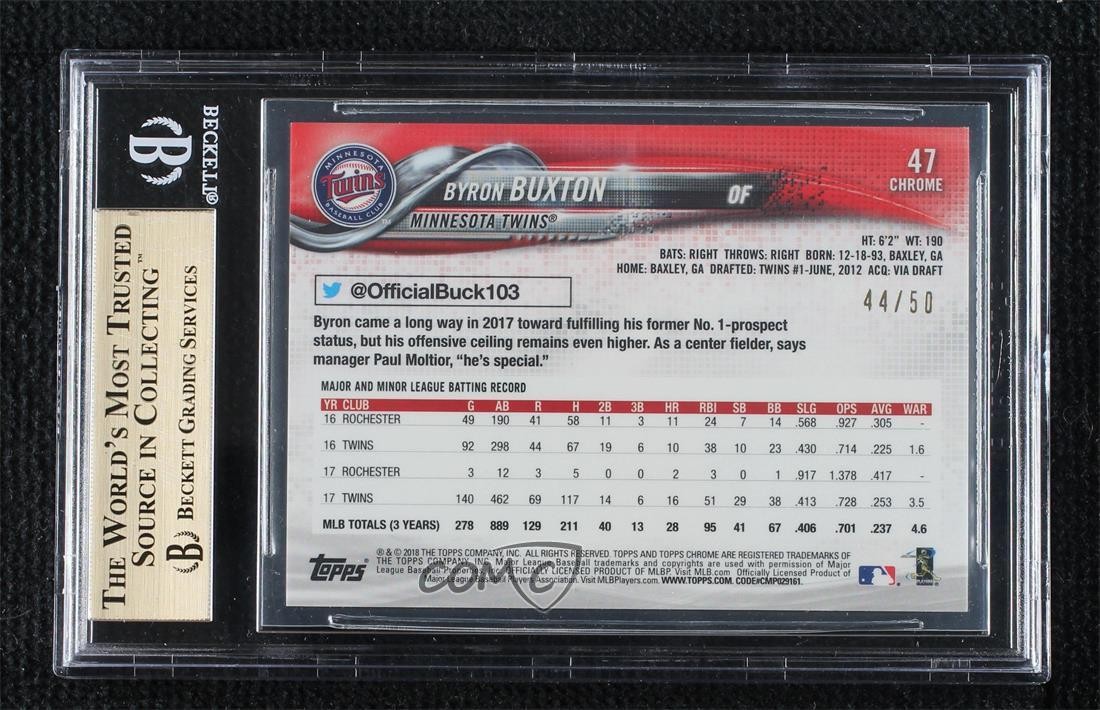 BECKETT®
THE WORLD'S MOST TRUSTED
SOURCE IN COLLECTING™
BECKETT GRADING SERVICES
B
B
MINNESOTA
Twins
BASEBALL CLUB
BYRON BUXTON
OF
MINNESOTA TWINS®
47
CHROME
HT: 6'2" WT: 190
BATS: RIGHT THROWS: RIGHT BORN: 12-18-93, BAXLEY, GA
HOME: BAXLEY, GA DRAFTED: TWINS #1-JUNE, 2012 ACQ: VIA DRAFT
44/50
@OfficialBuck103
Byron came a long way in 2017 toward fulfilling his former No. 1-prospect
status, but his offensive ceiling remains even higher. As a center fielder, says
manager Paul Moltior, “he's special.”
MAJOR AND MINOR LEAGUE BATTING RECORD
YR CLUB G AB R H 2B 3B HR RBI SB BB SLG OPS AVG WAR
16 ROCHESTER 49 190 41 58 11 3 11 24 7 14 .568 .927 .305 -
16 TWINS 92 298 44 67 19 6 10 38 10 23 .430 .714 .225 1.6
17 ROCHESTER 3 12 3 5 0 0 2 3 0 1 .917 1.378 .417 -
17 TWINS 140 462 69 117 14 6 16 51 29 38 .413 .728 .253 3.5
MLB TOTALS (3 YEARS) 278 889 129 211 40 13 28 95 41 67 .406 .701 .237 4.6
Topps
® & © 2018 THE TOPPS COMPANY, INC. ALL RIGHTS RESERVED. TOPPS AND TOPPS CHROME ARE REGISTERED TRADEMARKS OF
THE TOPPS COMPANY, INC. Major League Baseball trademarks and copyrights are used with permission of Major
League Baseball Properties OFFICIALLY LICENSED PRODUCT OF MLBP. Visit MLB.com Officially Licensed Product of
Major League Baseball Players Association. Visit MLBPlayers.com. WWW.TOPPS.COM. CODE#CMP029161.
COMC